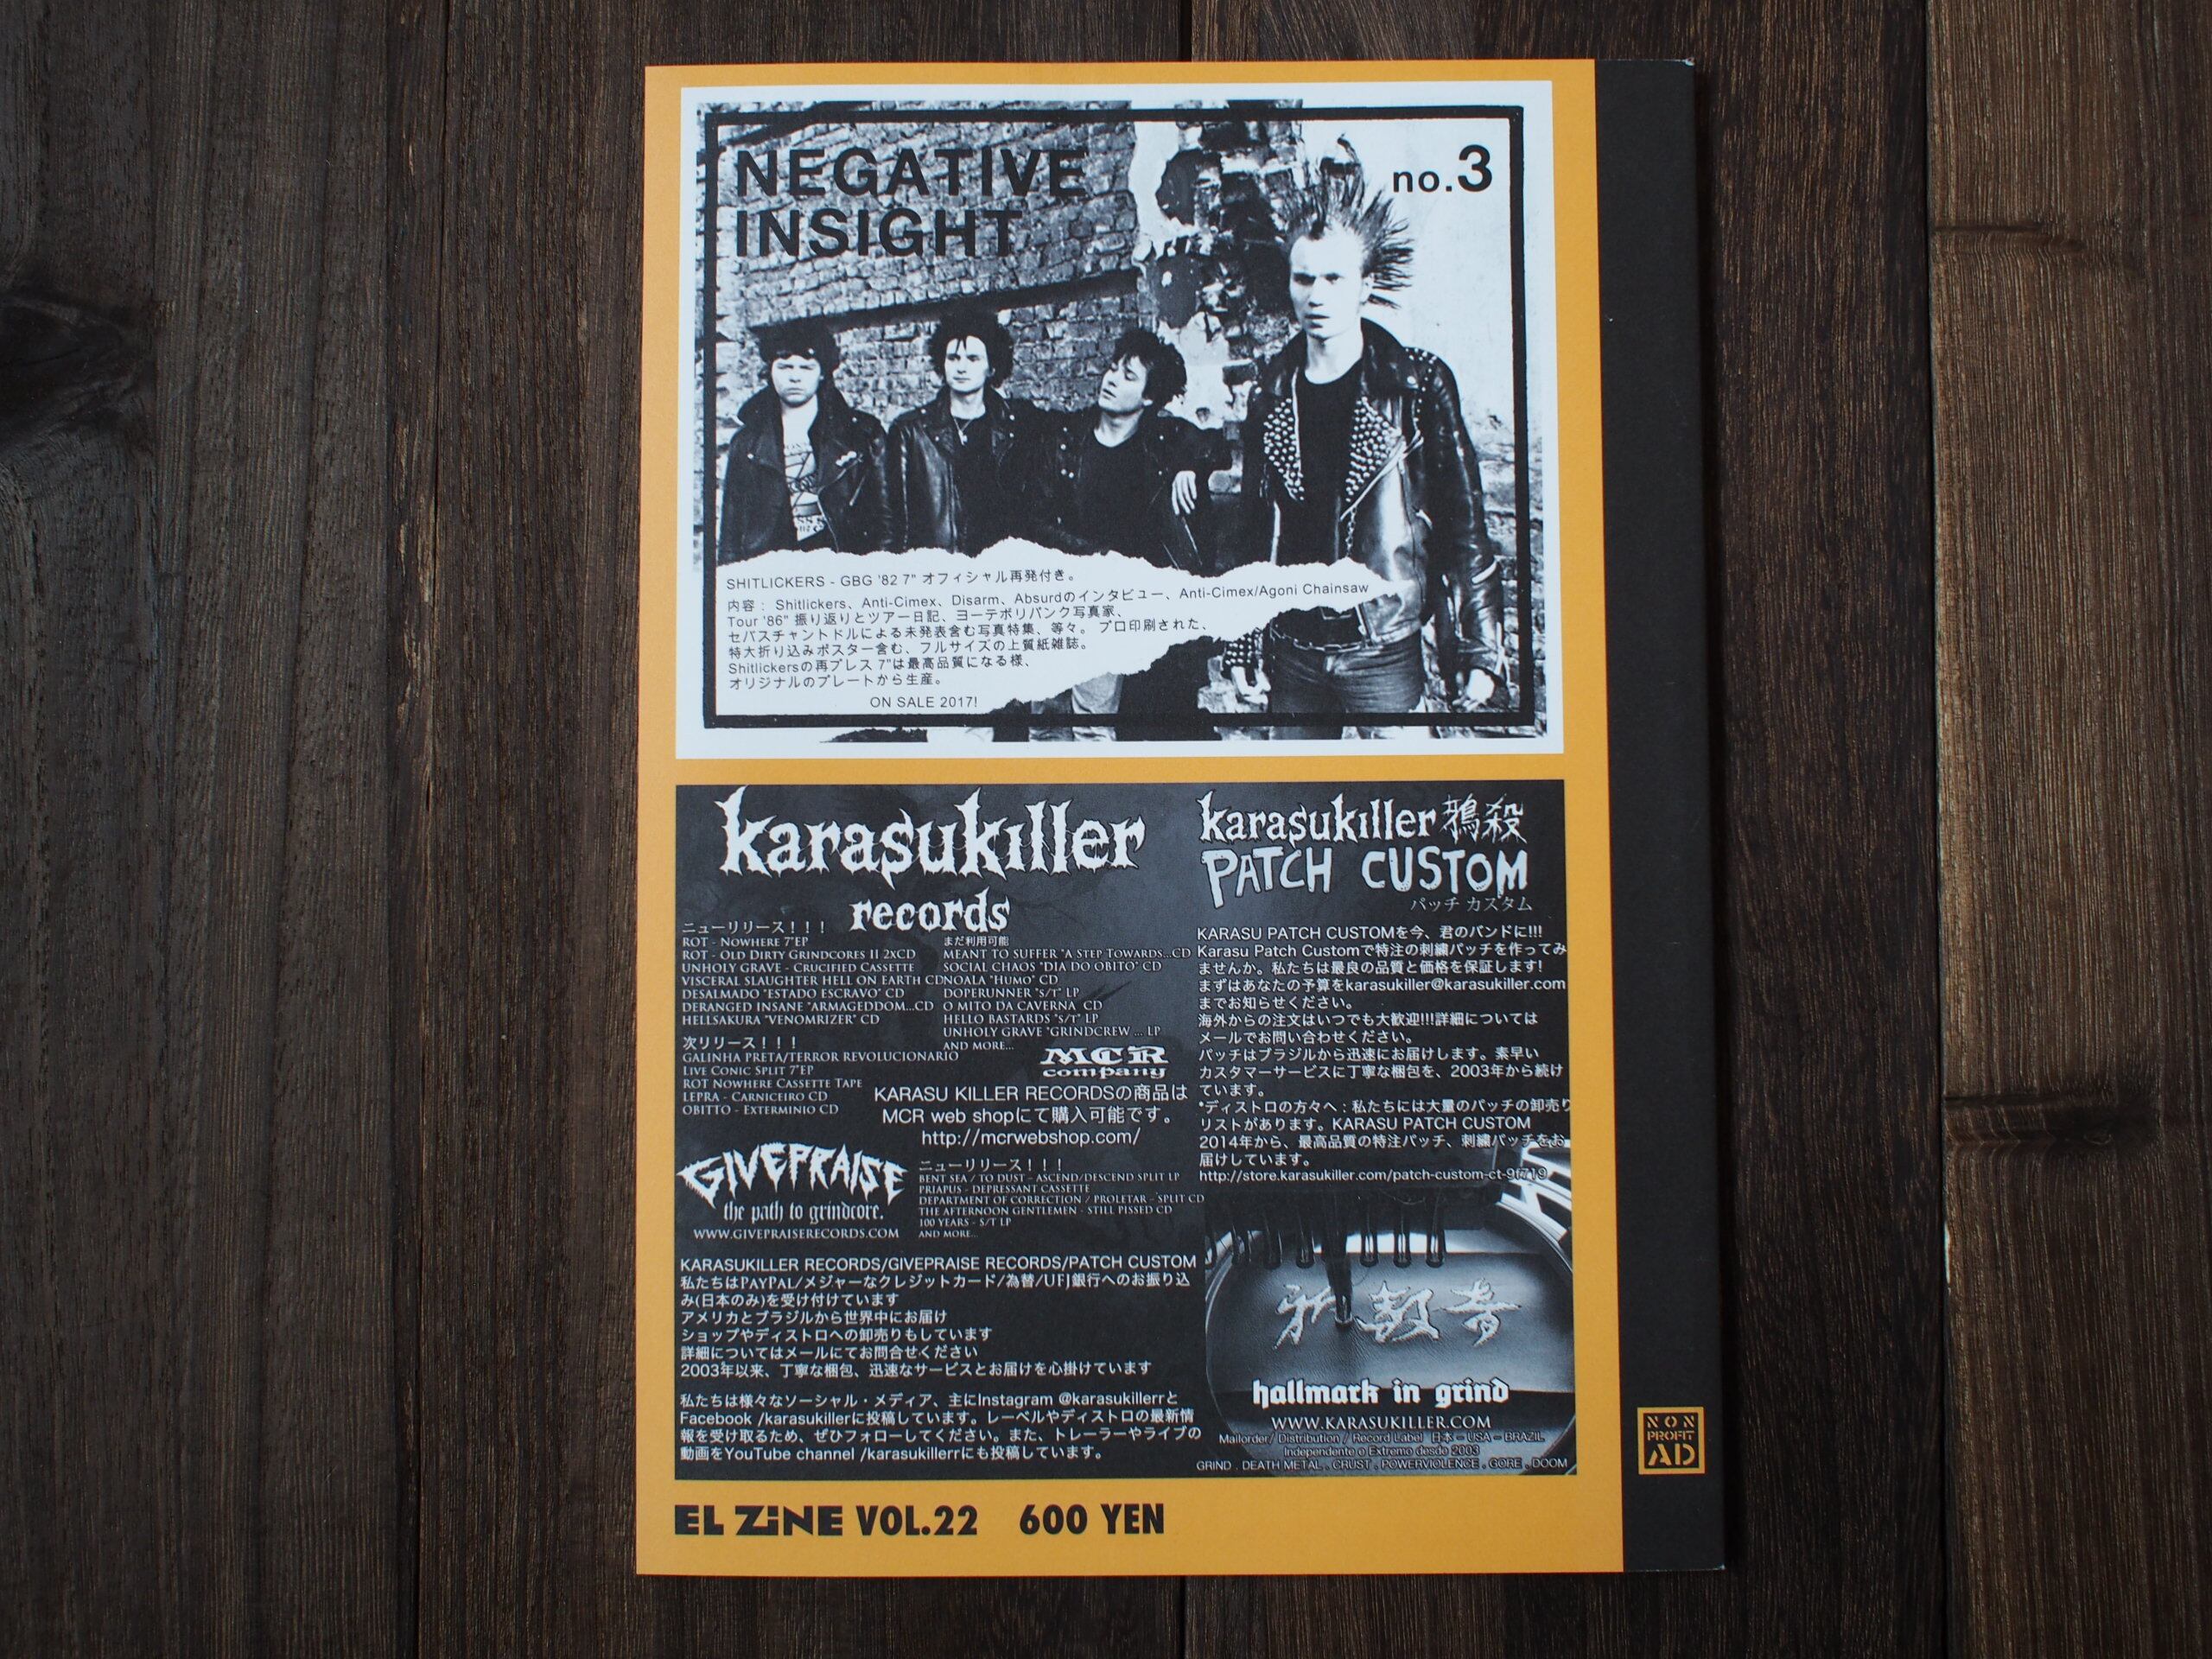 NEGATIVE
INSIGHT
no.3
SHITLICKERS - GBG '82 7" オフィシャル再発付き。
内容： Shitlickers、Anti-Cimex、Disarm、Absurdのインタビュー、Anti-Cimex/Agoni Chainsaw
Tour '86" 振り返りとツアー日記、ヨーテボリパンク写真家、
セバスチャントドルによる未発表含む写真特集、等々。 プロ印刷された、
特大折り込みポスター含む、フルサイズの上質紙雑誌。
Shitlickersの再プレス 7"は最高品質になる様、
オリジナルのプレートから生産。
ON SALE 2017!
karasukiller
records
ニューリリース！！！
ROT - NOWHERE 7"EP
ROT - OLD DIRTY GRINDCORES II 2XCD
UNHOLY GRAVE - CRUCIFIED CASSETTE
VISCERAL SLAUGHTER HELL ON EARTH CD
DESALMADO "ESTADO ESCRAVO" CD
DERANGED INSANE "ARMAGEDDOM...CD
HELLSAKURA "VENOMRIZER" CD
次リリース！！！
GALINHA PRETA/TERROR REVOLUCIONARIO
LIVE CONIC SPLIT 7"EP
ROT NOWHERE CASSETTE TAPE
LEPRA - CARNICEIRO CD
OBITTO - EXTERMINIO CD
まだ利用可能
MEANT TO SUFFER "A STEP TOWARDS...CD
SOCIAL CHAOS "DIA DO OBITO" CD
NOALA "HUMO" CD
DOPERUNNER "S/T" LP
O MITO DA CAVERNA CD
HELLO BASTARDS "S/T" LP
UNHOLY GRAVE "GRINDCREW ... LP
AND MORE...
MCR
company
KARASU KILLER RECORDSの商品は
MCR web shopにて購入可能です。
http://mcrwebshop.com/
GIVEPRAISE
the path to grindcore.
WWW.GIVEPRAISERECORDS.COM
ニューリリース！！！
BENT SEA / TO DUST - ASCEND/DESCEND SPLIT LP
PRIAPUS - DEPRESSANT CASSETTE
DEPARTMENT OF CORRECTION / PROLETAR - SPLIT CD
THE AFTERNOON GENTLEMEN - STILL PISSED CD
100 YEARS - S/T LP
AND MORE...
KARASUKILLER RECORDS/GIVEPRAISE RECORDS/PATCH CUSTOM
私たちはPAYPAL/メジャーなクレジットカード/為替/UFJ銀行へのお振り込
み(日本のみ)を受け付けています
アメリカとブラジルから世界中にお届け
ショップやディストロへの卸売りもしています
詳細についてはメールにてお問合せください
2003年以来、丁寧な梱包、迅速なサービスとお届けを心掛けています
私たちは様々なソーシャル・メディア、主にInstagram @karasukillerrと
Facebook /karasukillerに投稿しています。レーベルやディストロの最新情
報を受け取るため、ぜひフォローしてください。また、トレーラーやライブの
動画をYouTube channel /karasukillerrにも投稿しています。
karasukiller 鴉殺
PATCH CUSTOM
パッチ カスタム
KARASU PATCH CUSTOMを今、君のバンドに!!!
Karasu Patch Customで特注の刺繍パッチを作ってみ
ませんか。私たちは最良の品質と価格を保証します!
まずはあなたの予算をkarasukiller@karasukiller.com
までお知らせください。
海外からの注文はいつでも大歓迎!!!詳細については
メールでお問い合わせください。
パッチはブラジルから迅速にお届けします。素早い
カスタマーサービスに丁寧な梱包を、2003年から続け
ています。
*ディストロの方々へ：私たちには大量のパッチの卸売り
リストがあります。KARASU PATCH CUSTOM
2014年から、最高品質の特注パッチ、刺繍パッチをお
届けしています。
http://store.karasukiller.com/patch-custom-ct-9f719
hallmark in grind
WWW.KARASUKILLER.COM
Mailorder/ Distribution / Record Label 日本 - USA - BRAZIL
Independente e Extremo desde 2003
GRIND . DEATH METAL . CRUST . POWERVIOLENCE . GORE . DOOM
NON
PROFIT
AD
EL ZiNE VOL.22 600 YEN